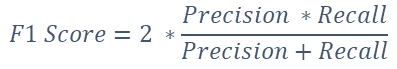 F1 Score = 2 * Precision * Recall / Precision + Recall